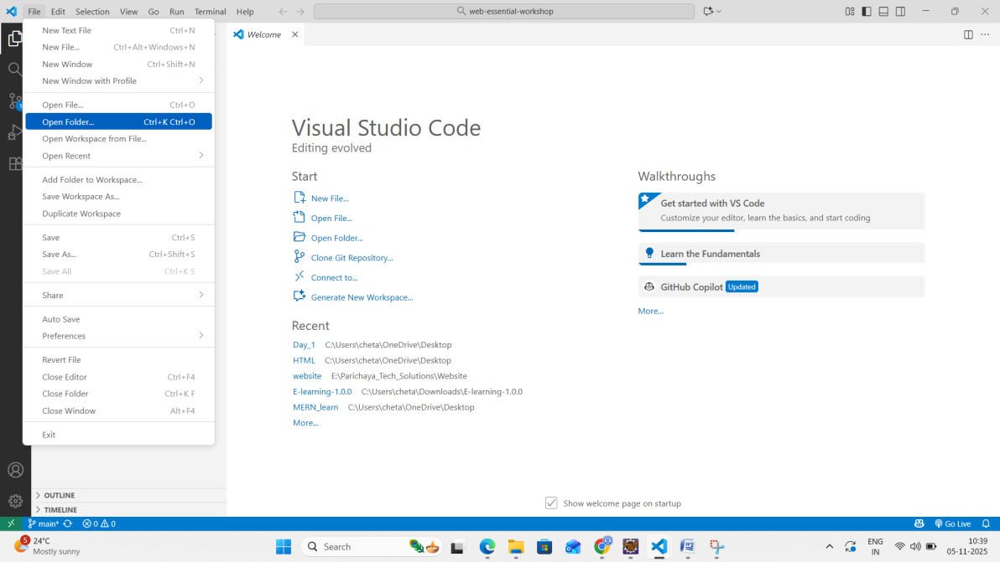 File Edit Selection View Go Run Terminal Help
web-essential-workshop
New Text File Ctrl+N
New File... Ctrl+Alt+Windows+N
New Window Ctrl+Shift+N
New Window with Profile
Open File... Ctrl+O
Open Folder... Ctrl+K Ctrl+O
Open Workspace from File...
Open Recent
Add Folder to Workspace...
Save Workspace As...
Duplicate Workspace
Save Ctrl+S
Save As... Ctrl+Shift+S
Save All Ctrl+K S
Share
Auto Save
Preferences
Revert File
Close Editor Ctrl+F4
Close Folder Ctrl+K F
Close Window Alt+F4
Exit
1
OUTLINE
TIMELINE
Welcome
Visual Studio Code
Editing evolved
Start
New File...
Open File...
Open Folder...
Clone Git Repository...
Connect to...
Generate New Workspace...
Recent
Day_1 C:\Users\cheta\OneDrive\Desktop
HTML C:\Users\cheta\OneDrive\Desktop
website E:\Parichaya_Tech_Solutions\Website
E-learning-1.0.0 C:\Users\cheta\Downloads\E-learning-1.0.0
MERN_learn C:\Users\cheta\OneDrive\Desktop
More...
Walkthroughs
Get started with VS Code
Customize your editor, learn the basics, and start coding
Learn the Fundamentals
GitHub Copilot Updated
More...
Show welcome page on startup
main* 0 0
Go Live
5
24°C
Mostly sunny
Search
ENG
IN
10:39
05-11-2025